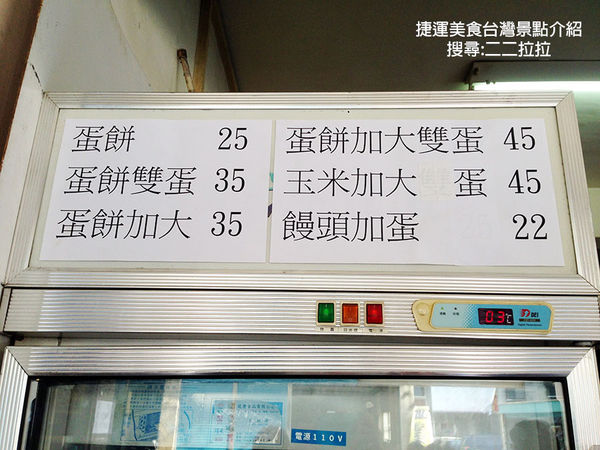 捷運美食台灣景點介紹
搜尋:二二拉拉
蛋餅 25
蛋餅雙蛋 35
蛋餅加大 35
蛋餅加大雙蛋 45
玉米加大 蛋 45
饅頭加蛋 22
03℃
DEI
電源110V